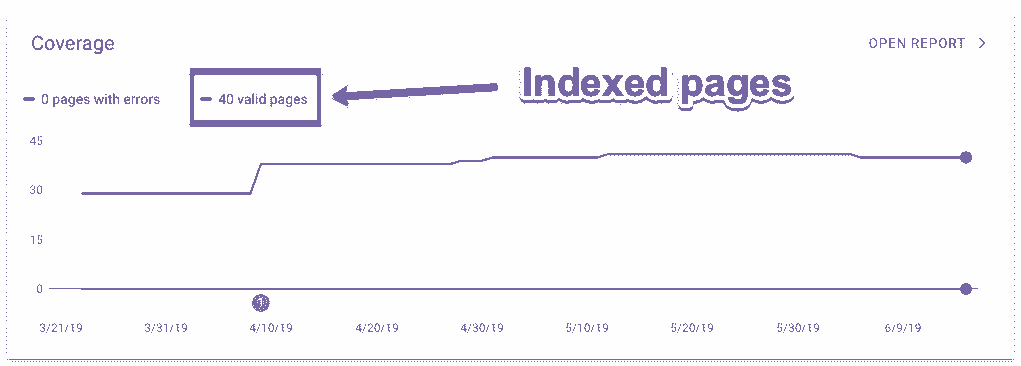 Coverage
OPEN REPORT
0 pages with errors
40 valid pages
Indexed pages
45
30
15
0
3/21/19
3/31/19
4/10/19
4/20/19
4/30/19
5/10/19
5/20/19
5/30/19
6/9/19